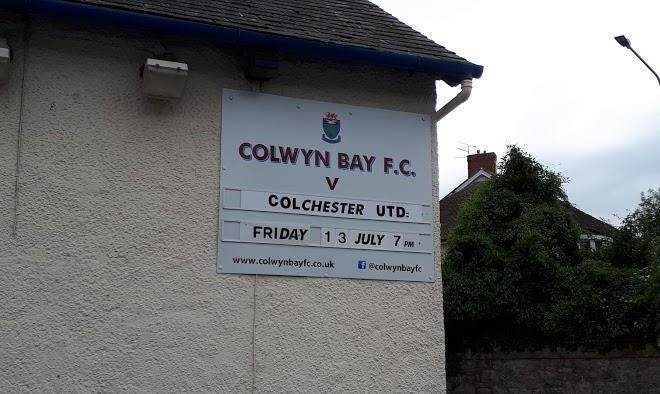 COLWYN BAY F.C.
V
COLCHESTER UTD:
FRIDAY 13 JULY 7 PM
www.colwynbayfc.co.uk @colwynbayfc